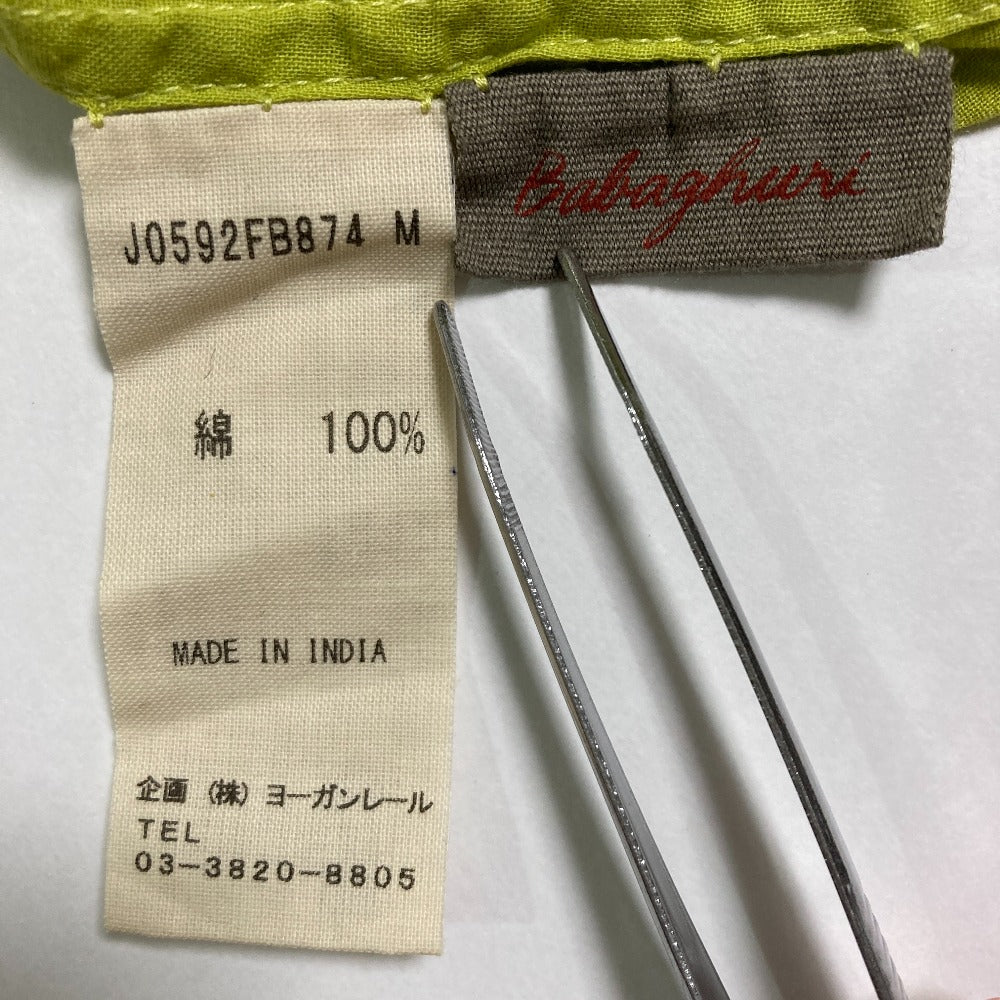 Babaghuri
J0592FB874 M
綿 100%
MADE IN INDIA
企画 (株) ヨーガンレール
TEL
03-3820-8805